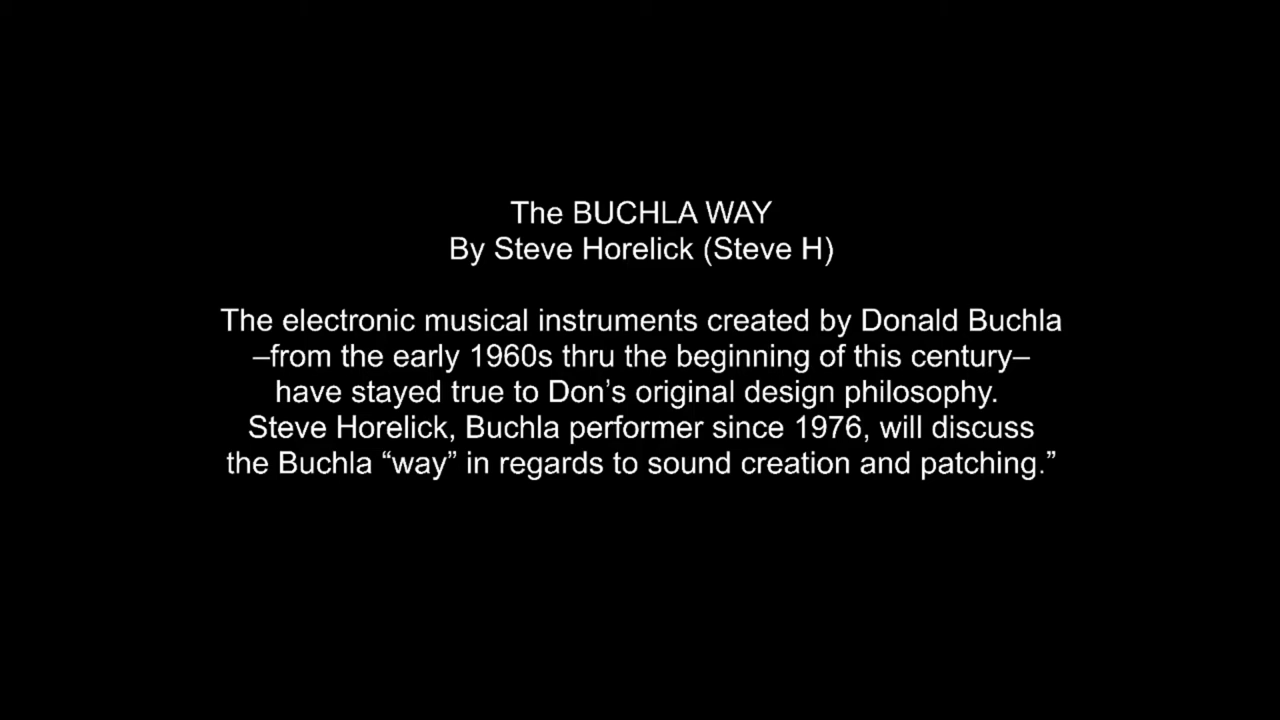 The BUCHLA WAY
By Steve Horelick (Steve H)
The electronic musical instruments created by Donald Buchla
–from the early 1960s thru the beginning of this century–
have stayed true to Don’s original design philosophy.
Steve Horelick, Buchla performer since 1976, will discuss
the Buchla “way” in regards to sound creation and patching.”